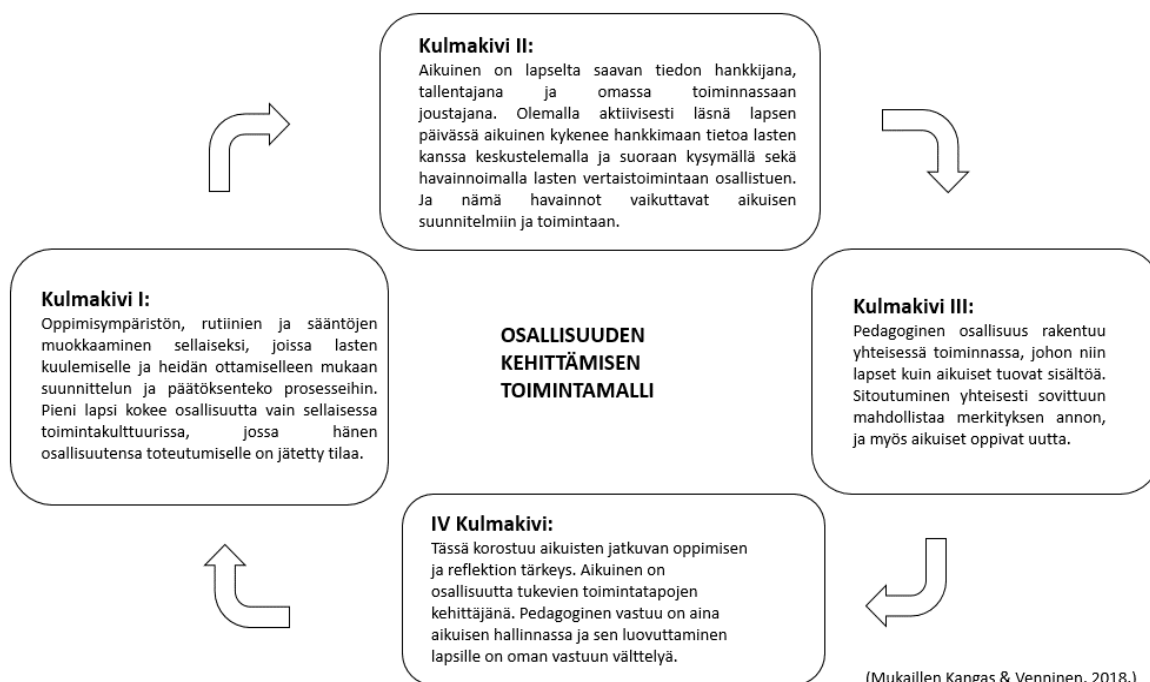 Kulmakivi II:
Aikuinen on lapselta saavan tiedon hankkijana,
tallentajana ja omassa toiminnassaan
joustajana. Olemalla aktiivisesti läsnä lapsen
päivässä aikuinen kykenee hankkimaan tietoa lasten
kanssa keskustelemalla ja suoraan kysymällä sekä
havainnoimalla lasten vertaistoimintaan osallistuen.
Ja nämä havainnot vaikuttavat aikuisen
suunnitelmiin ja toimintaan.
Kulmakivi I:
Oppimisympäristön, rutiinien ja sääntöjen
muokkaaminen sellaiseksi, joissa lasten
kuulemiselle ja heidän ottamiselleen mukaan
suunnittelun ja päätöksenteko prosesseihin.
Pieni lapsi kokee osallisuutta vain sellaisessa
toimintakulttuurissa, jossa hänen
osallisuutensa toteutumiselle on jätetty tilaa.
OSALLISUUDEN
KEHITTÄMISEN
TOIMINTAMALLI
Kulmakivi III:
Pedagoginen osallisuus rakentuu
yhteisessä toiminnassa, johon niin
lapset kuin aikuiset tuovat sisältöä.
Sitoutuminen yhteisesti sovittuun
mahdollistaa merkityksen annon,
ja myös aikuiset oppivat uutta.
IV Kulmakivi:
Tässä korostuu aikuisten jatkuvan oppimisen
ja reflektion tärkeys. Aikuinen on
osallisuutta tukevien toimintatapojen
kehittäjänä. Pedagoginen vastuu on aina
aikuisen hallinnassa ja sen luovuttaminen
lapsille on oman vastuun välttelyä.
(Mukaillen Kangas & Venninen, 2018.)